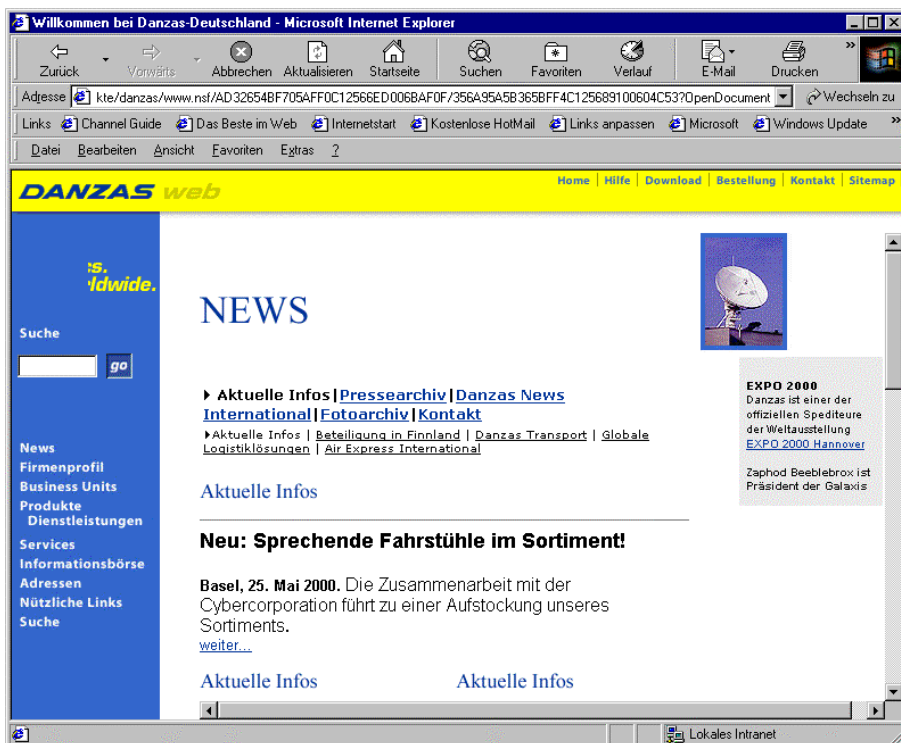 Willkommen bei Danzas-Deutschland - Microsoft Internet Explorer
Zurück Vorwärts Abbrechen Aktualisieren Startseite Suchen Favoriten Verlauf E-Mail Drucken »
Adresse kte/danzas/www.nsf/AD32654BF705AFF0C12566ED006BAF0F/356A95A5B365BFF4C125689100604C53?OpenDocument Wechseln zu
Links Channel Guide Das Beste im Web Internetstart Kostenlose HotMail Links anpassen Microsoft Windows Update »
Datei Bearbeiten Ansicht Favoriten Extras ?
DANZAS web
Home | Hilfe | Download | Bestellung | Kontakt | Sitemap
s.
ldwide.
Suche
go
News
Firmenprofil
Business Units
Produkte
Dienstleistungen
Services
Informationsbörse
Adressen
Nützliche Links
Suche
NEWS
Aktuelle Infos|Pressearchiv|Danzas News
International|Fotoarchiv|Kontakt
Aktuelle Infos | Beteiligung in Finnland | Danzas Transport | Globale
Logistiklösungen | Air Express International
Aktuelle Infos
Neu: Sprechende Fahrstühle im Sortiment!
Basel, 25. Mai 2000. Die Zusammenarbeit mit der
Cybercorporation führt zu einer Aufstockung unseres
Sortiments.
weiter...
Aktuelle Infos Aktuelle Infos
EXPO 2000
Danzas ist einer der
offiziellen Spediteure
der Weltausstellung
EXPO 2000 Hannover
Zaphod Beeblebrox ist
Präsident der Galaxis
Lokales Intranet